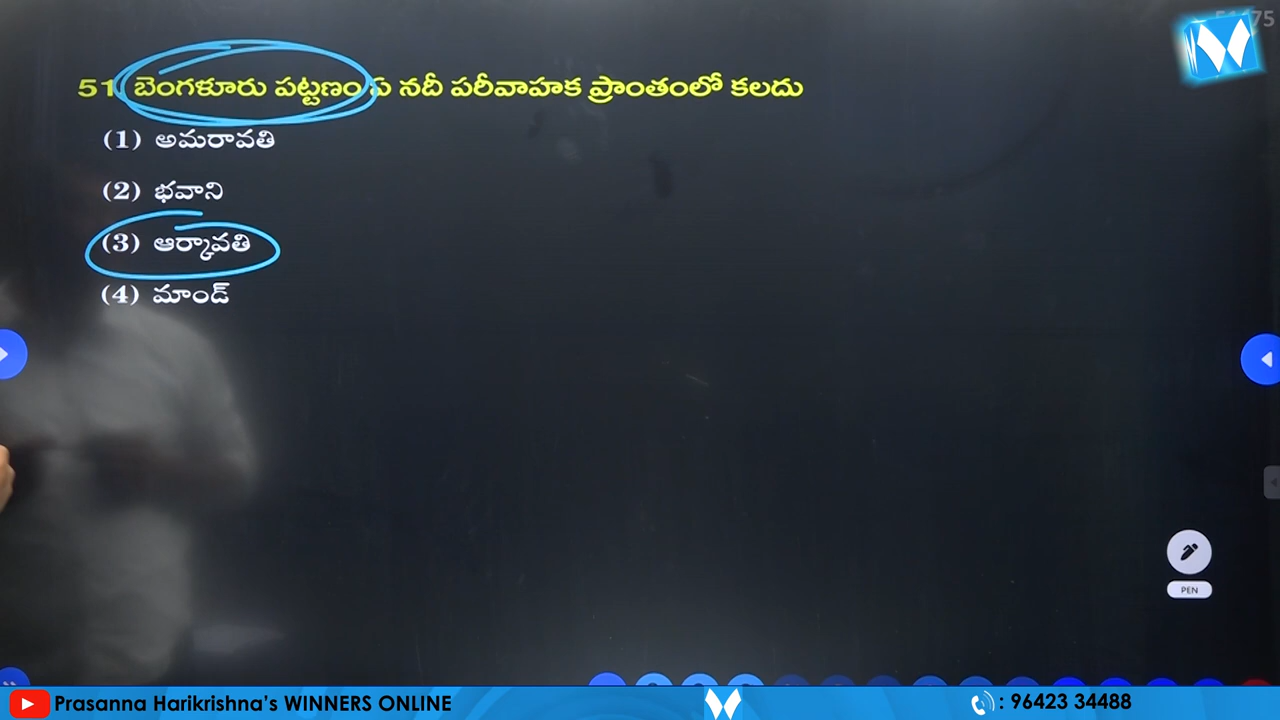 51. బెంగళూరు పట్టణం ఏ నదీ పరీవాహక ప్రాంతంలో కలదు
(1) అమరావతి
(2) భవాని
(3) ఆర్కావతి
(4) మాండ్
PEN
Prasanna Harikrishna's WINNERS ONLINE
: 96423 34488